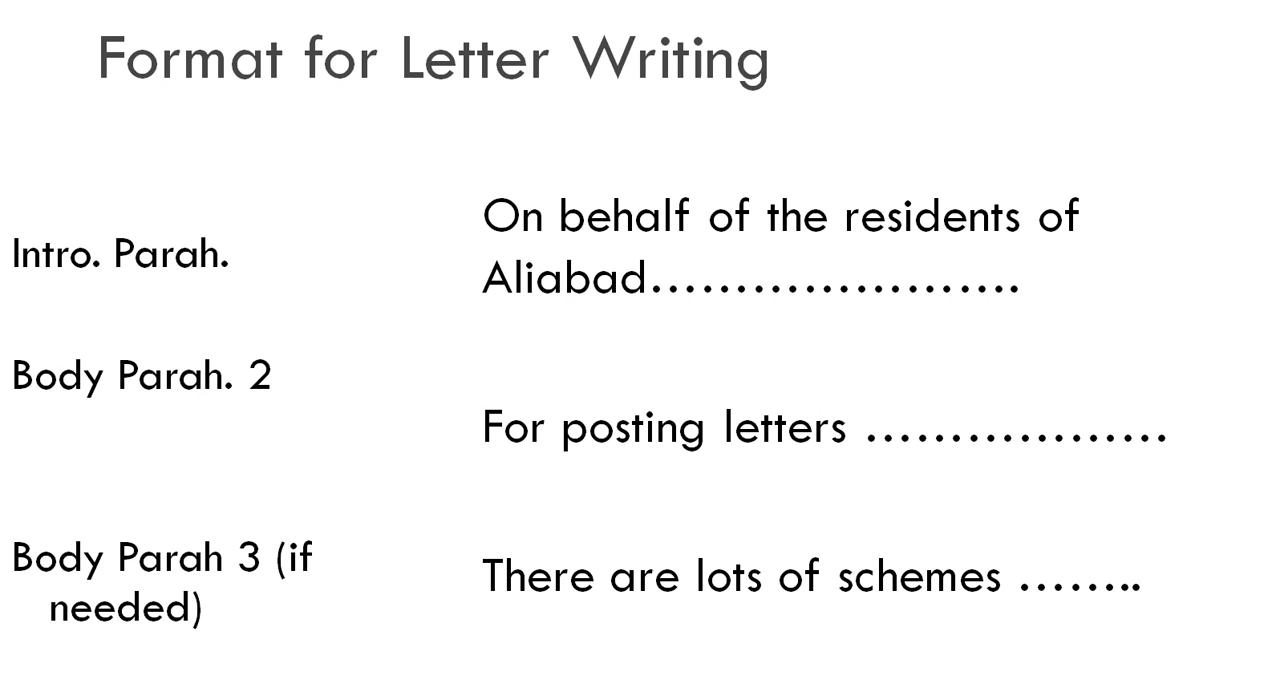 Format for Letter Writing
Intro. Parah.
On behalf of the residents of
Aliabad…………………….
Body Parah. 2
For posting letters ………………
Body Parah 3 (if
needed)
There are lots of schemes ……..